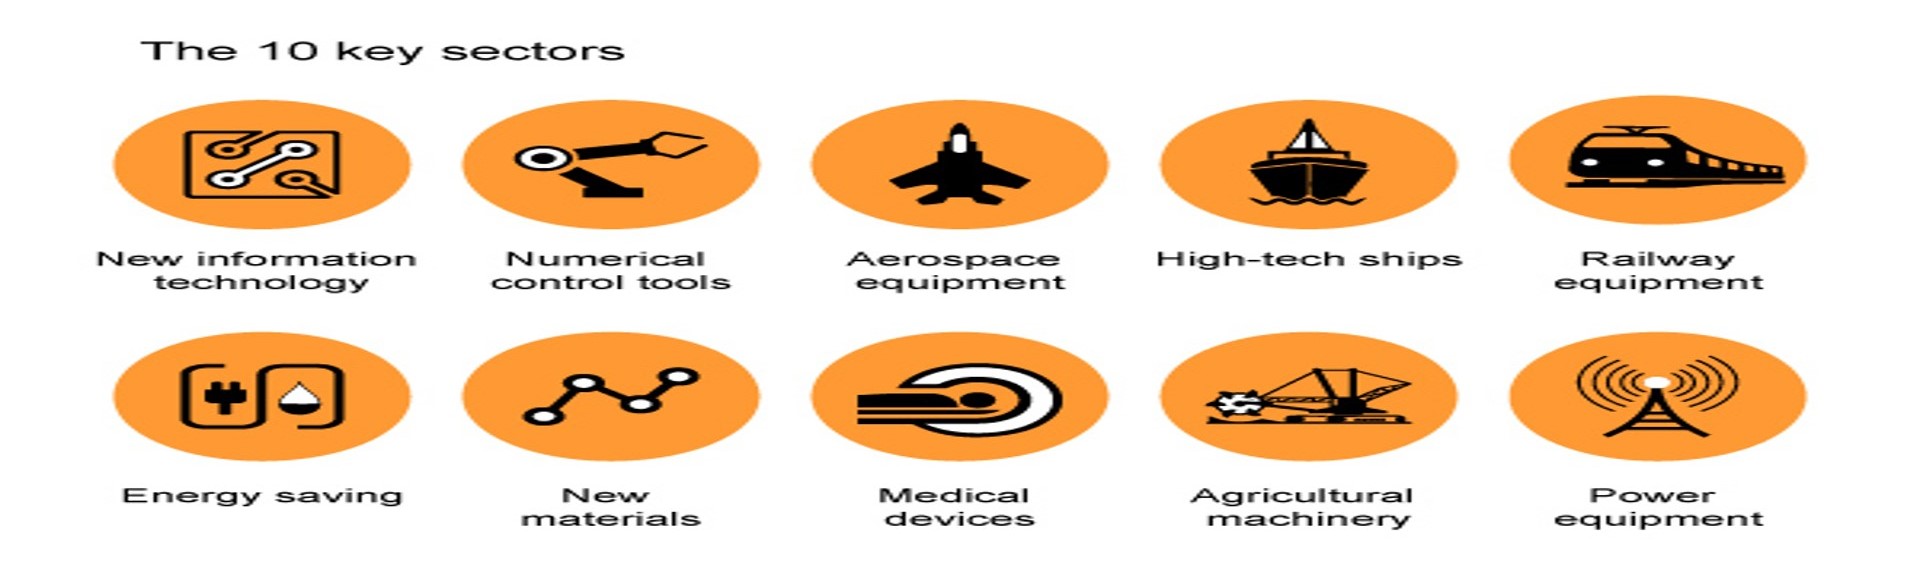 The 10 key sectors
New information
technology
Numerical
control tools
Aerospace
equipment
High-tech ships
Railway
equipment
Energy saving
New
materials
Medical
devices
Agricultural
machinery
Power
equipment